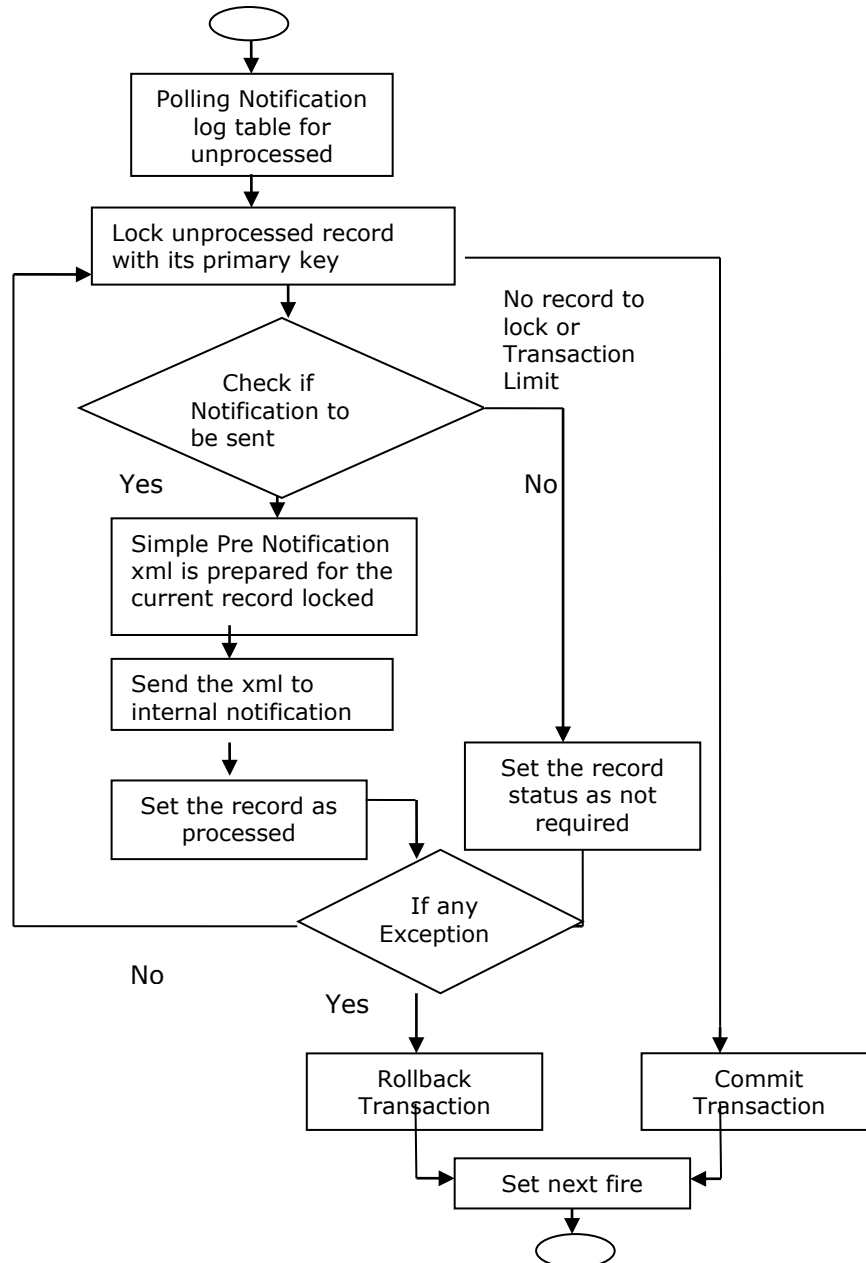 Polling Notification
log table for
unprocessed
Lock unprocessed record
with its primary key
No record to
lock or
Transaction
Limit
Check if
Notification to
be sent
Yes
No
Simple Pre Notification
xml is prepared for the
current record locked
Send the xml to
internal notification
Set the record as
processed
Set the record
status as not
required
If any
Exception
No
Yes
Rollback
Transaction
Commit
Transaction
Set next fire